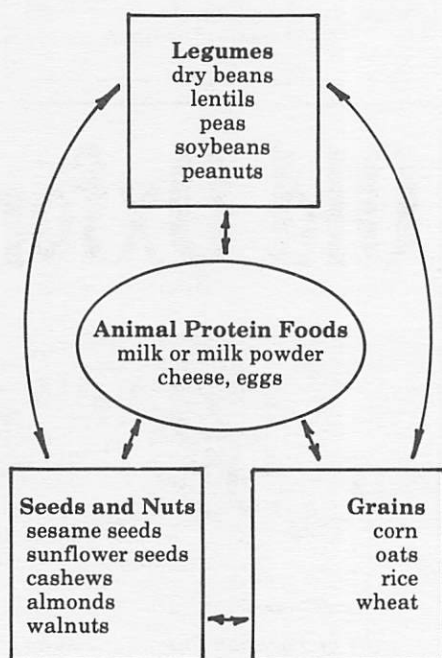 Legumes
dry beans
lentils
peas
soybeans
peanuts
Animal Protein Foods
milk or milk powder
cheese, eggs
Seeds and Nuts
sesame seeds
sunflower seeds
cashews
almonds
walnuts
Grains
corn
oats
rice
wheat